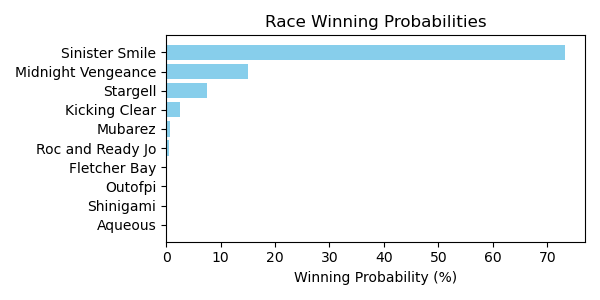 Race Winning Probabilities
Sinister Smile
Midnight Vengeance
Stargell
Kicking Clear
Mubarez
Roc and Ready Jo
Fletcher Bay
Outofpi
Shinigami
Aqueous
0 10 20 30 40 50 60 70
Winning Probability (%)